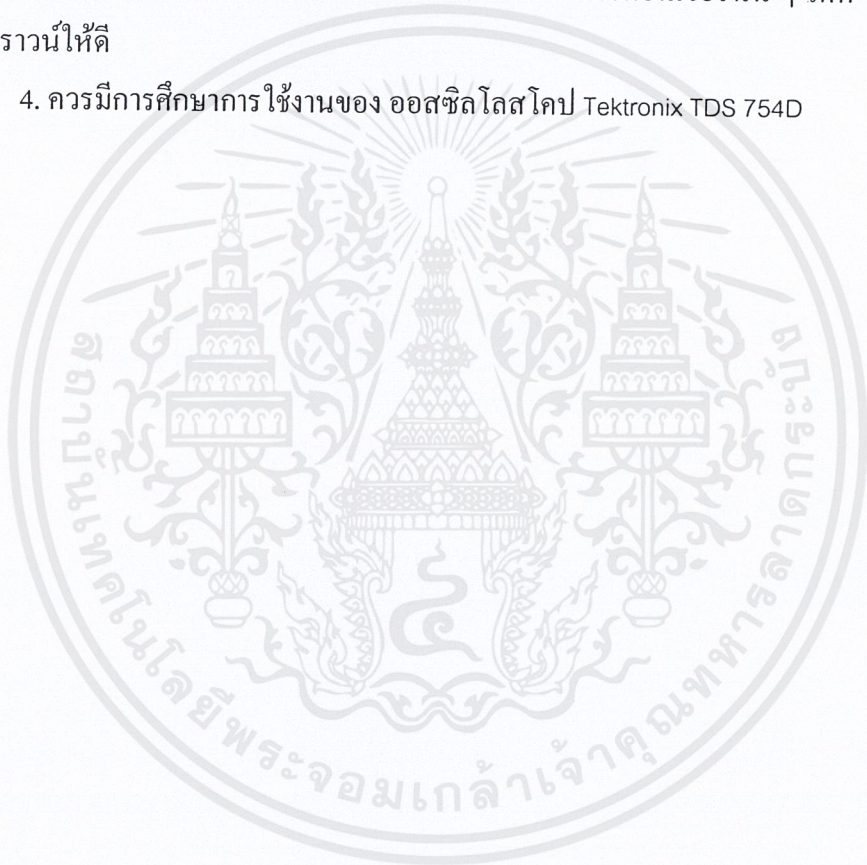 ราวน์ให้ดี
4. ควรมีการศึกษาการใช้งานของ ออสซิลโลสโคป Tektronix TDS 754D
สถาบันเทคโนโลยีพระจอมเกล้าเจ้าคุณทหารลาดกระบัง